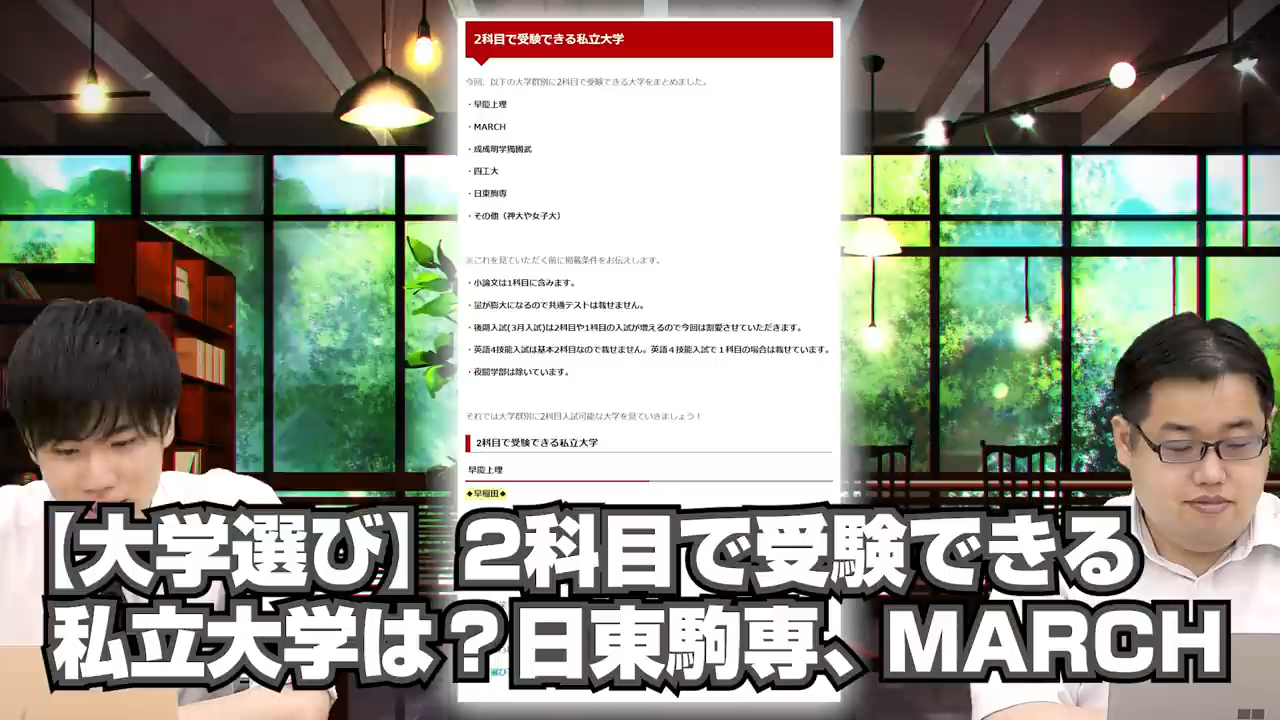 2科目で受験できる私立大学
今回、以下の大学群別に2科目で受験できる大学をまとめました。
・早慶上理
・MARCH
・成成明学獨國武
・四工大
・日東駒専
・その他（神大や女子大）
※これを見ていただく前に掲載条件をお伝えします。
・小論文は1科目に含みます。
・量が膨大になるので共通テストは載せません。
・後期入試(3月入試)は2科目や1科目の入試が増えるので今回は割愛させていただきます。
・英語4技能入試は基本2科目なので載せません。英語４技能入試で１科目の場合は載せています。
・夜間学部は除いています。
それでは大学群別に2科目入試可能な大学を見ていきましょう！
2科目で受験できる私立大学
早慶上理
◆早稲田◆
【大学選び】２科目で受験できる
私立大学は？日東駒専、MARCH